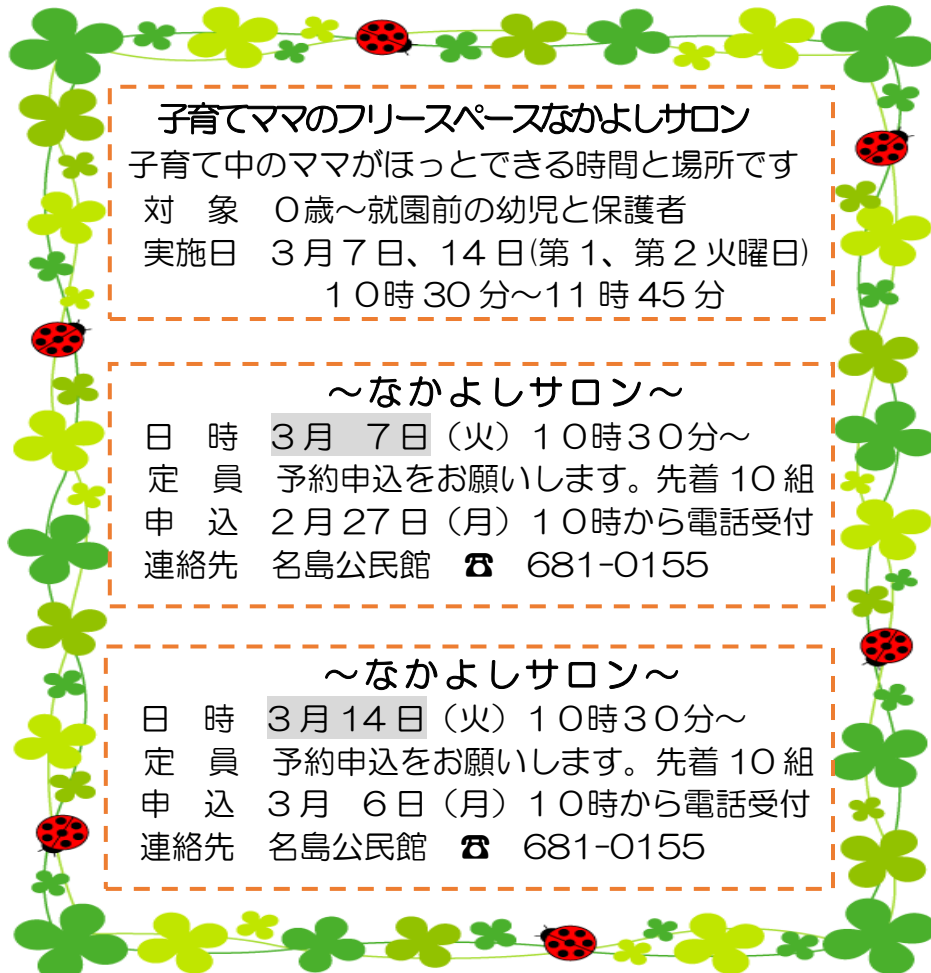 子育てママのフリースペースなかよしサロン
子育て中のママがほっとできる時間と場所です
対　象　０歳～就園前の幼児と保護者
実施日　３月７日、14日(第１、第２火曜日)
１０時30分～11時45分
～なかよしサロン～
日　時　３月　７日（火）１０時３０分～
定　員　予約申込をお願いします。先着10組
申　込　２月27日（月）１０時から電話受付
連絡先　名島公民館　☎　681-0155
～なかよしサロン～
日　時　３月14日（火）１０時３０分～
定　員　予約申込をお願いします。先着10組
申　込　３月　６日（月）１０時から電話受付
連絡先　名島公民館　☎　681-0155